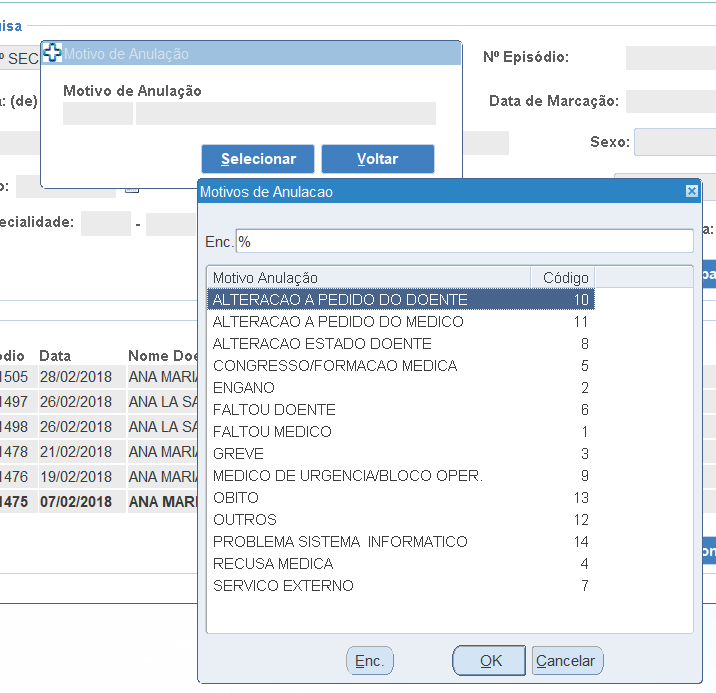 isa
º SEC
Motivo de Anulação
Nº Episódio:
Motivo de Anulação
: (de)
Data de Marcação:
Sexo:
Selecionar Voltar
o:
Motivos de Anulacao
ecialidade: -
a:
Enc. %
Motivo Anulação Código
ALTERACAO A PEDIDO DO DOENTE 10
ALTERACAO A PEDIDO DO MEDICO 11
ALTERACAO ESTADO DOENTE 8
CONGRESSO/FORMACAO MEDICA 5
ENGANO 2
FALTOU DOENTE 6
FALTOU MEDICO 1
GREVE 3
MEDICO DE URGENCIA/BLOCO OPER. 9
OBITO 13
OUTROS 12
PROBLEMA SISTEMA INFORMATICO 14
RECUSA MEDICA 4
SERVICO EXTERNO 7
Enc. OK Cancelar
ódio Data Nome Doe
1505 28/02/2018 ANA MARI
1497 26/02/2018 ANA LA SA
1498 26/02/2018 ANA LA SA
1478 21/02/2018 ANA MARI
1476 19/02/2018 ANA MARI
1475 07/02/2018 ANA MARI